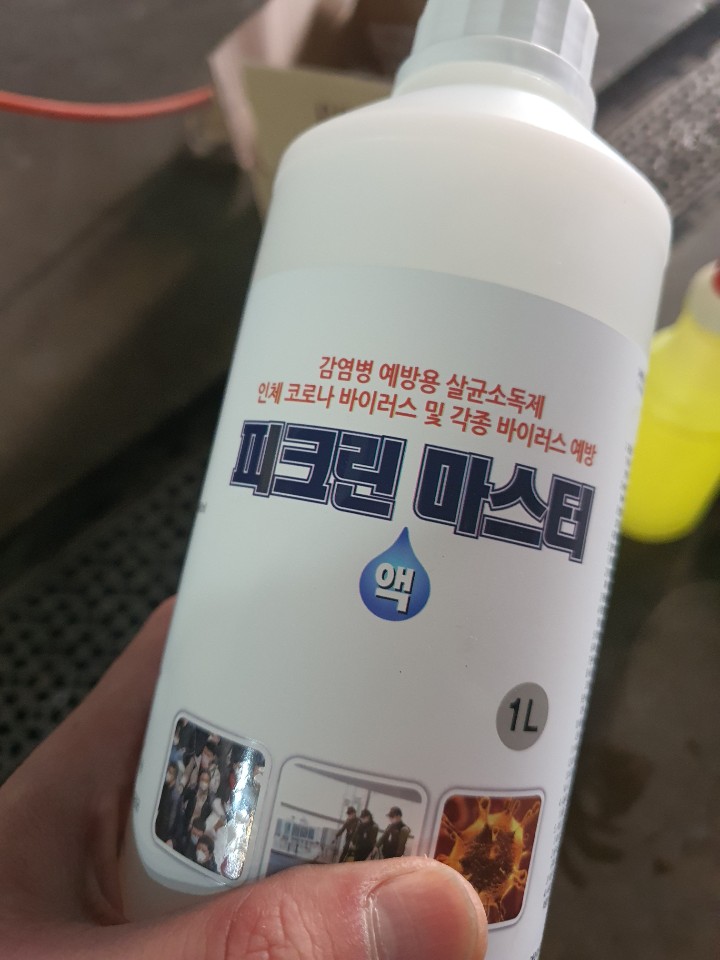 감염병 예방용 살균소독제
인체 코로나 바이러스 및 각종 바이러스 예방
피크린 마스터
액
1L